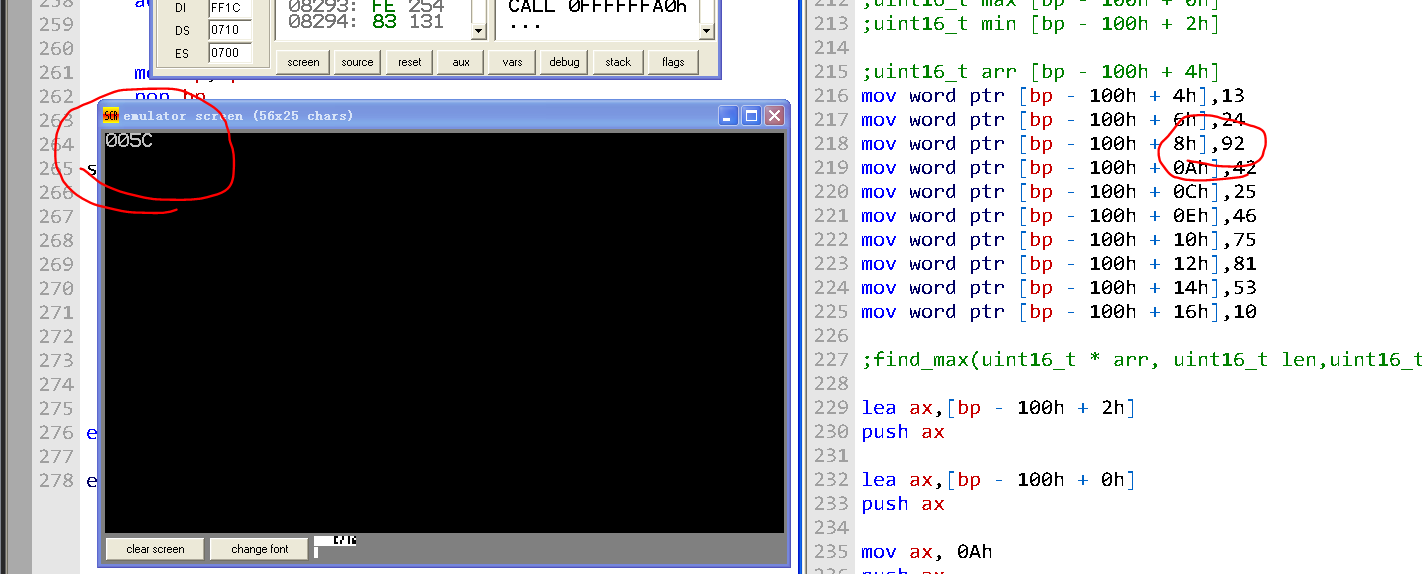 258
259
260
261
262 pop bp
263
264
265 s
266
267
268
269
270
271
272
273
274
275
276 e
277
278 e
DI FF1C
DS 0710
ES 0700
08293: FE 254
08294: 83 131
CALL 0FFFFFFA0h
...
screen source reset aux vars debug stack flags
SCR emulator screen (56x25 chars)
005C
clear screen change font
212 ;uint16_t max [bp - 100h + 0h]
213 ;uint16_t min [bp - 100h + 2h]
214
215 ;uint16_t arr [bp - 100h + 4h]
216 mov word ptr [bp - 100h + 4h],13
217 mov word ptr [bp - 100h + 6h],24
218 mov word ptr [bp - 100h + 8h],92
219 mov word ptr [bp - 100h + 0Ah],42
220 mov word ptr [bp - 100h + 0Ch],25
221 mov word ptr [bp - 100h + 0Eh],46
222 mov word ptr [bp - 100h + 10h],75
223 mov word ptr [bp - 100h + 12h],81
224 mov word ptr [bp - 100h + 14h],53
225 mov word ptr [bp - 100h + 16h],10
226
227 ;find_max(uint16_t * arr, uint16_t len,uint16_t
228
229 lea ax,[bp - 100h + 2h]
230 push ax
231
232 lea ax,[bp - 100h + 0h]
233 push ax
234
235 mov ax, 0Ah
236 push ax